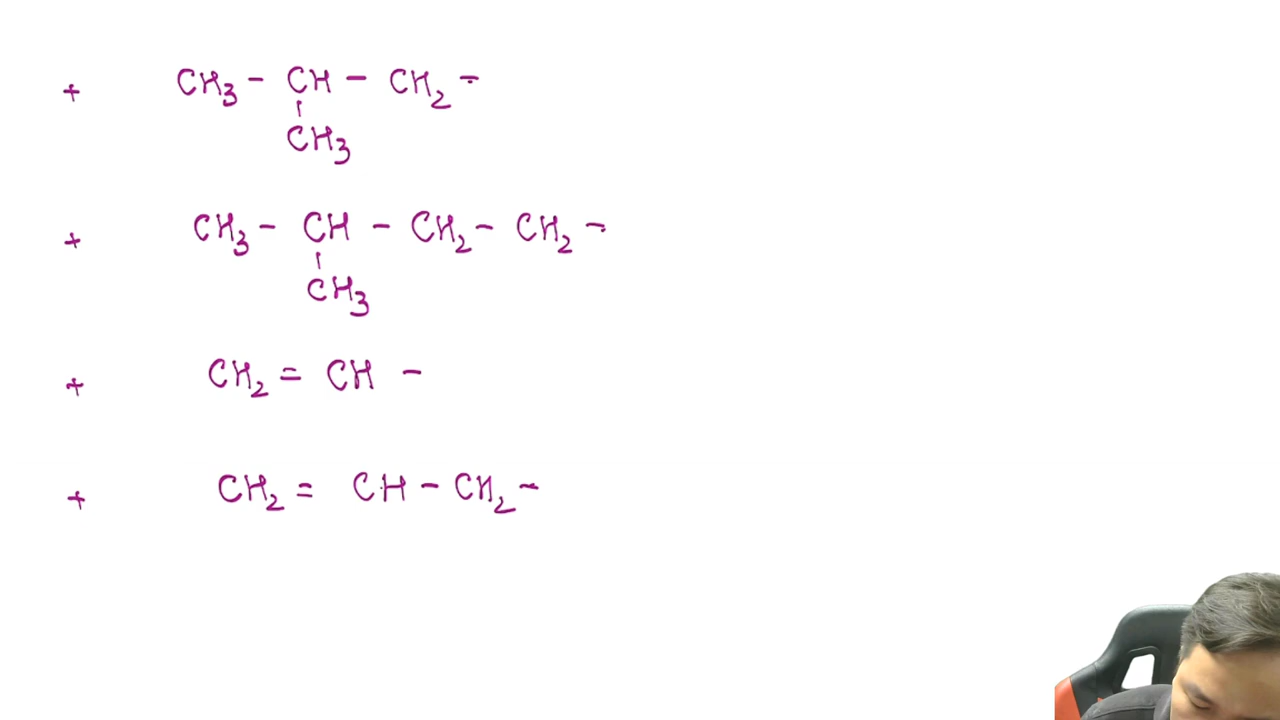 + CH₃ - CH - CH₂ -
CH₃
+ CH₃ - CH - CH₂ - CH₂ -
CH₃
+ CH₂ = CH -
+ CH₂ = CH - CH₂ -